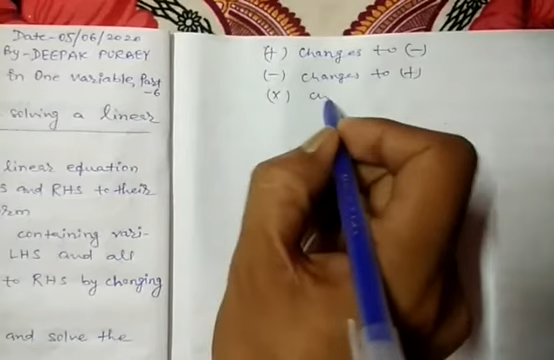 Date-05/06/2020
By-DEEPAK PURBEY
in One variable, Part-6
solving a linear
linear equation
s and RHS to their
containing vari-
LHS and all
to RHS by changing
and solve the
(+) changes to (-)
(-) changes to (+)
(x)